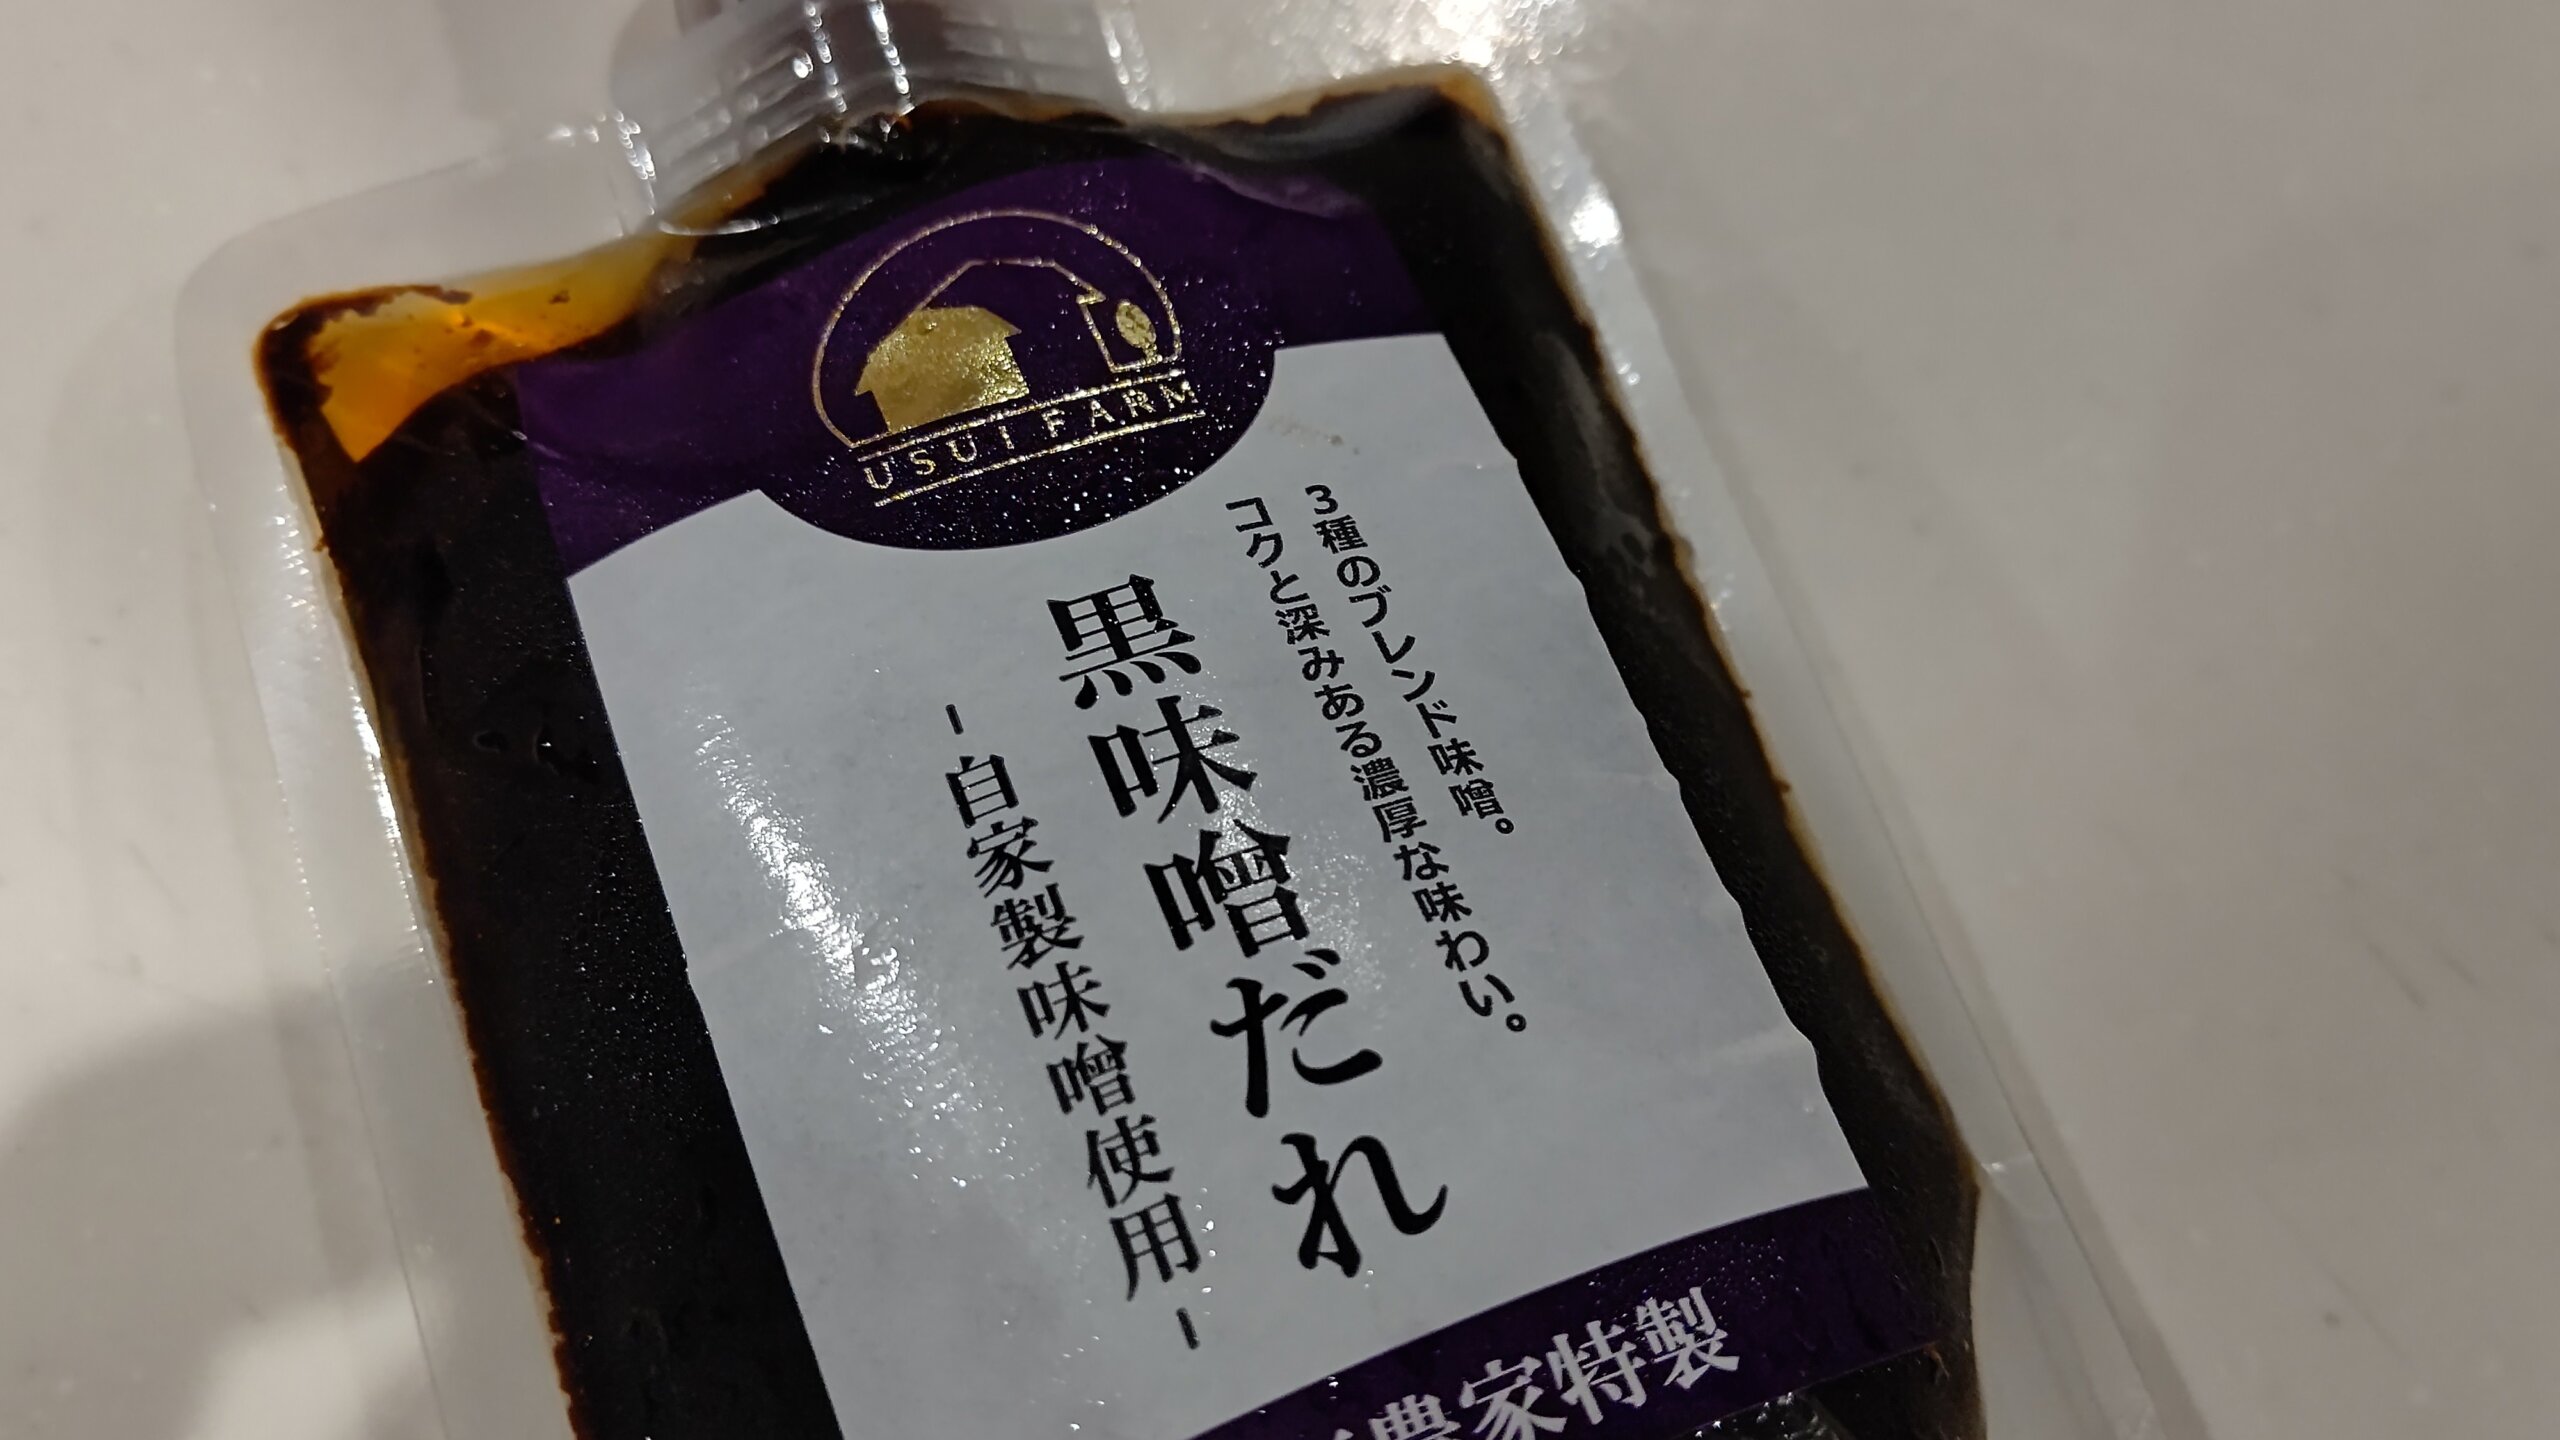 USUI FARM
3種のブレンド味噌。
コクと深みある濃厚な味わい。
黒味噌だれ
-自家製味噌使用-
農家特製